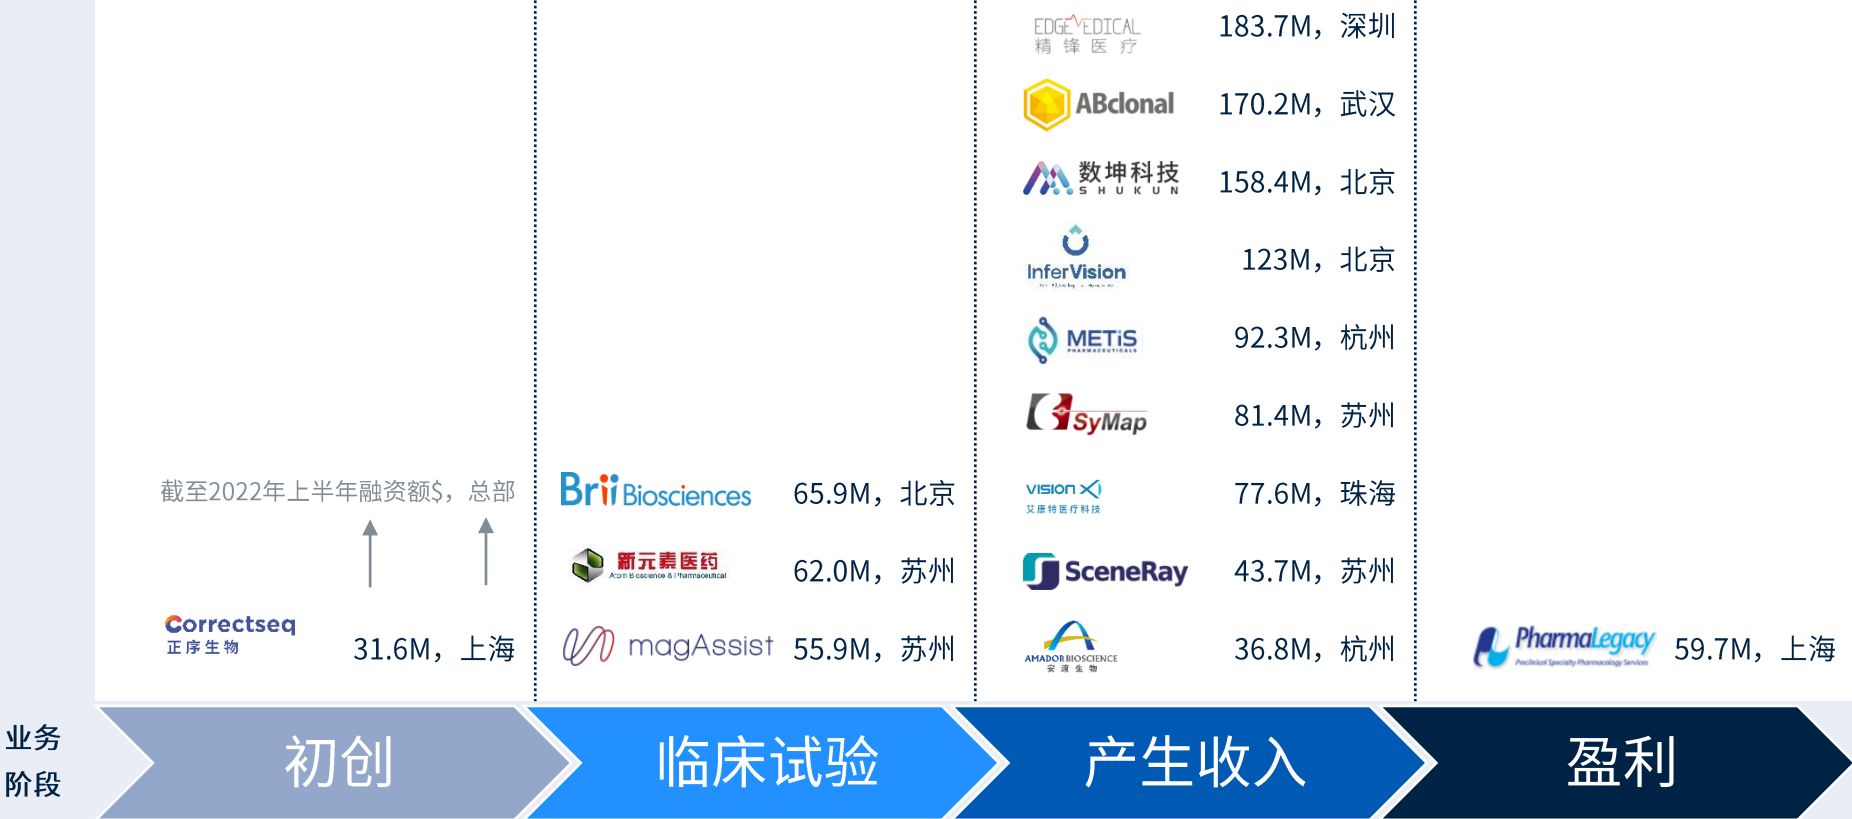 EDGE MEDICAL
精锋医疗
183.7M，深圳
ABclonal
170.2M，武汉
数坤科技
SHUKUN
158.4M，北京
InferVision
123M，北京
METiS
PHARMACEUTICALS
92.3M，杭州
SyMap
81.4M，苏州
截至2022年上半年融资额$，总部
Brii Biosciences
65.9M，北京
VISION X
艾康特医疗科技
77.6M，珠海
新元素医药
Atom Bioscience & Pharmaceutical
62.0M，苏州
SceneRay
43.7M，苏州
Correctseq
正序生物
31.6M，上海
magAssist
55.9M，苏州
AMADOR BIOSCIENCE
安渡生物
36.8M，杭州
PharmaLegacy
Preclinical Specialty Pharmacology Services
59.7M，上海
业务
阶段
初创
临床试验
产生收入
盈利